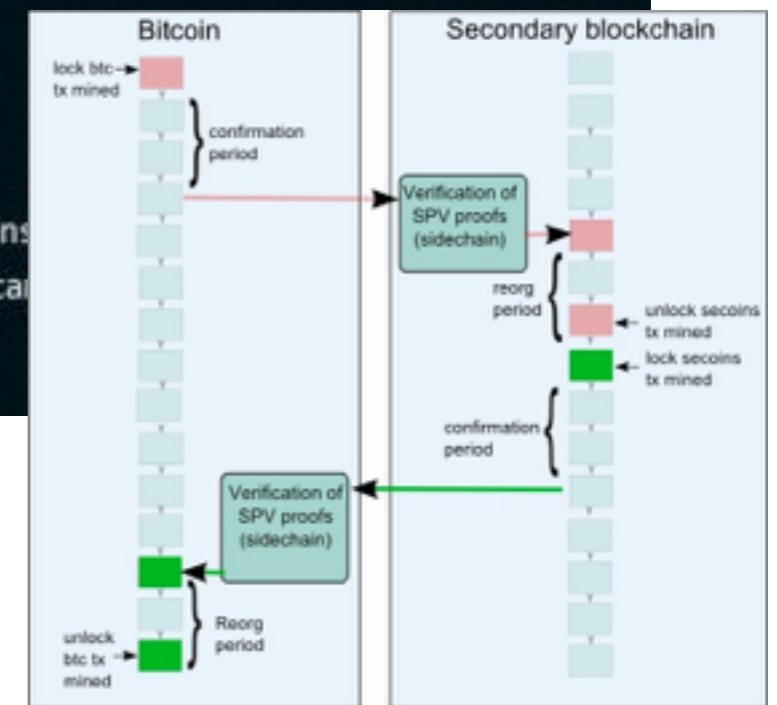 Bitcoin
lock btc
tx mined
confirmation
period
unlock
btc tx
mined
Verification of
SPV proofs
(sidechain)
Reorg
period
Secondary blockchain
Verification of
SPV proofs
(sidechain)
reorg
period
unlock secoins
tx mined
lock secoins
tx mined
confirmation
period
ns